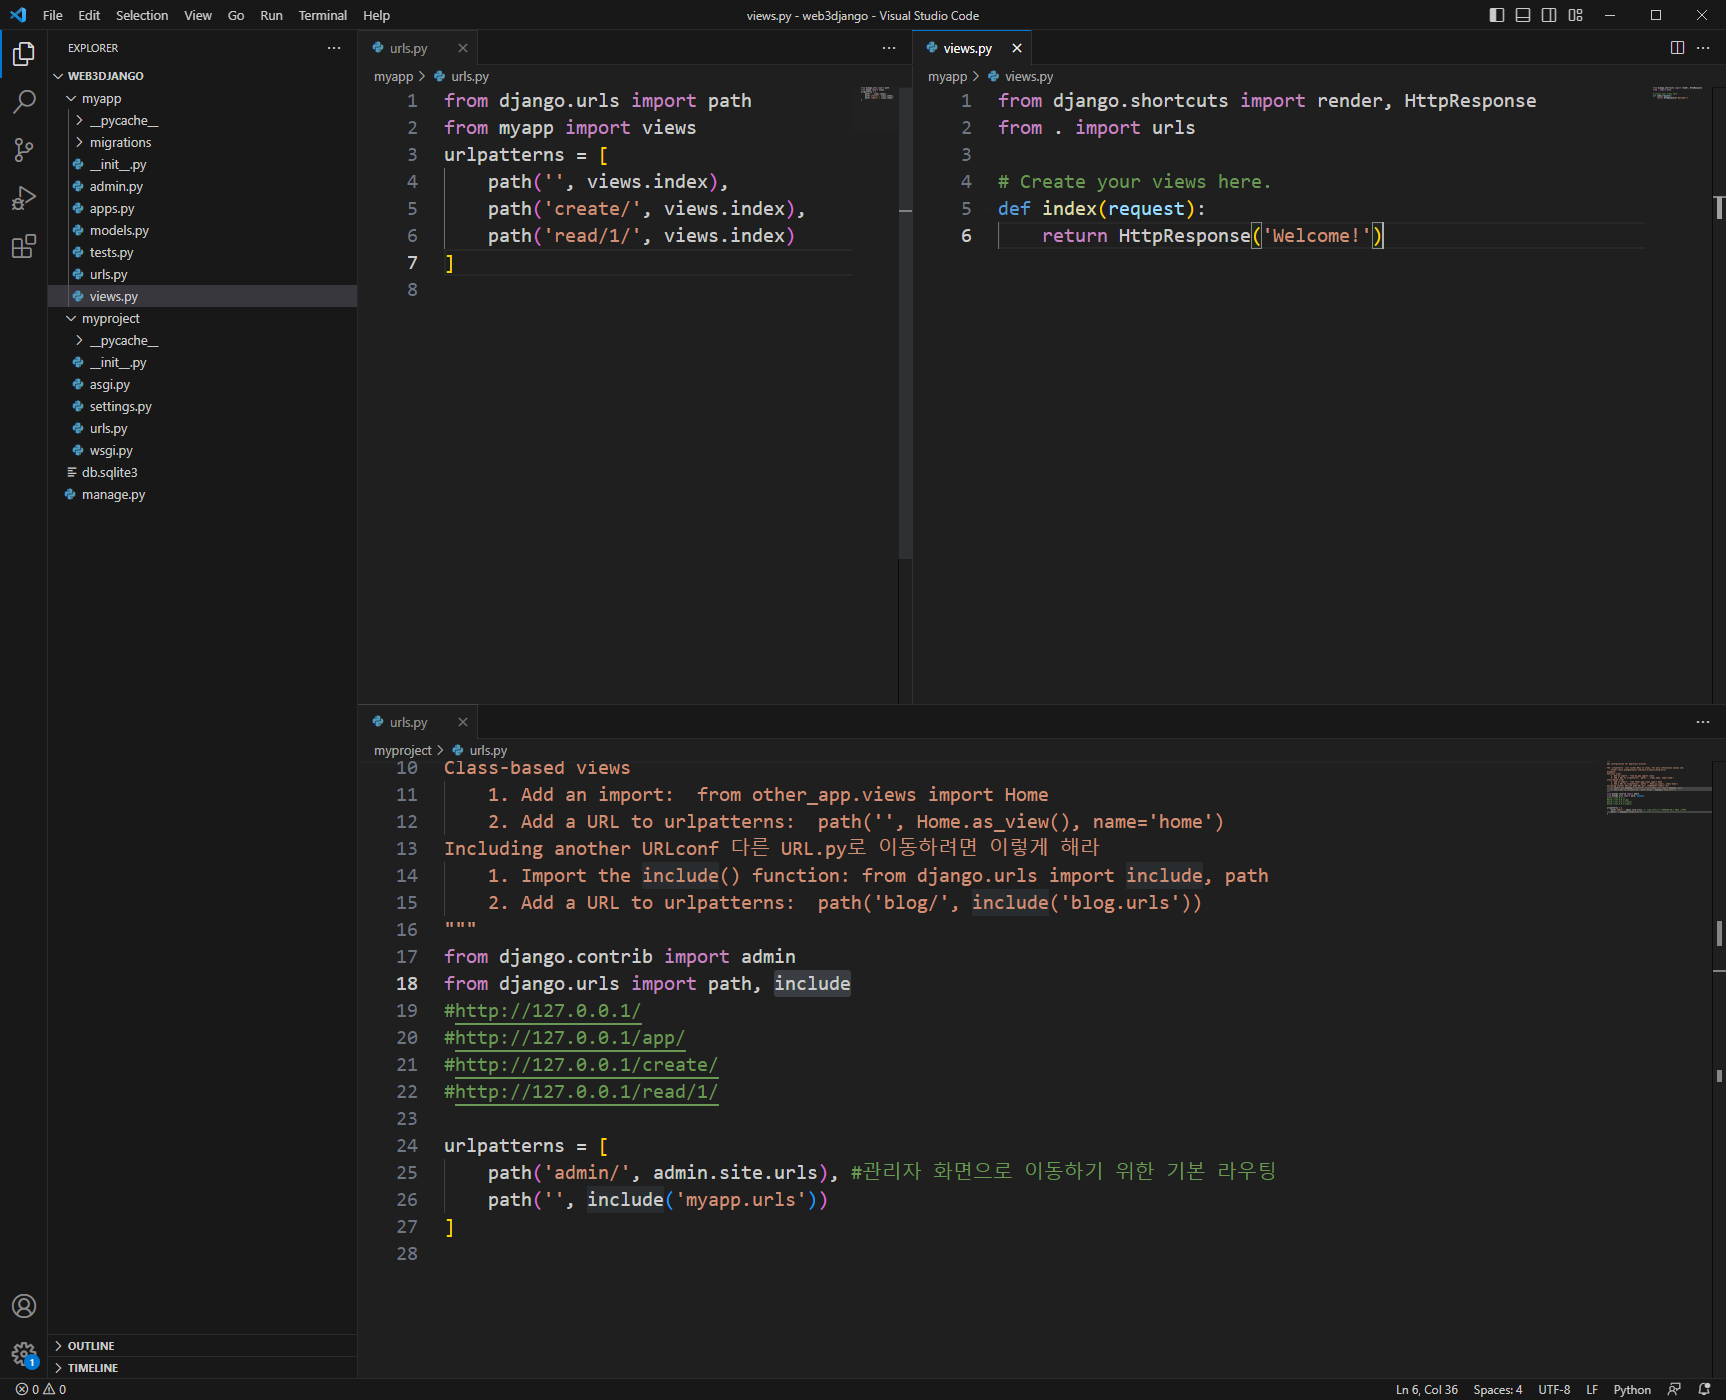 File Edit Selection View Go Run Terminal Help
views.py - web3django - Visual Studio Code
EXPLORER
WEB3DJANGO
myapp
__pycache__
migrations
__init__.py
admin.py
apps.py
models.py
tests.py
urls.py
views.py
myproject
__pycache__
__init__.py
asgi.py
settings.py
urls.py
wsgi.py
db.sqlite3
manage.py
OUTLINE
TIMELINE
urls.py
myapp > urls.py
1 from django.urls import path
2 from myapp import views
3 urlpatterns = [
4     path('', views.index),
5     path('create/', views.index),
6     path('read/1/', views.index)
7 ]
8
views.py
myapp > views.py
1 from django.shortcuts import render, HttpResponse
2 from . import urls
3
4 # Create your views here.
5 def index(request):
6     return HttpResponse('Welcome!')
urls.py
myproject > urls.py
10 Class-based views
11     1. Add an import:  from other_app.views import Home
12     2. Add a URL to urlpatterns:  path('', Home.as_view(), name='home')
13 Including another URLconf 다른 URL.py로 이동하려면 이렇게 해라
14     1. Import the include() function: from django.urls import include, path
15     2. Add a URL to urlpatterns:  path('blog/', include('blog.urls'))
16 """
17 from django.contrib import admin
18 from django.urls import path, include
19 #http://127.0.0.1/
20 #http://127.0.0.1/app/
21 #http://127.0.0.1/create/
22 #http://127.0.0.1/read/1/
23
24 urlpatterns = [
25     path('admin/', admin.site.urls), #관리자 화면으로 이동하기 위한 기본 라우팅
26     path('', include('myapp.urls'))
27 ]
28
1
0 0
Ln 6, Col 36 Spaces: 4 UTF-8 LF Python